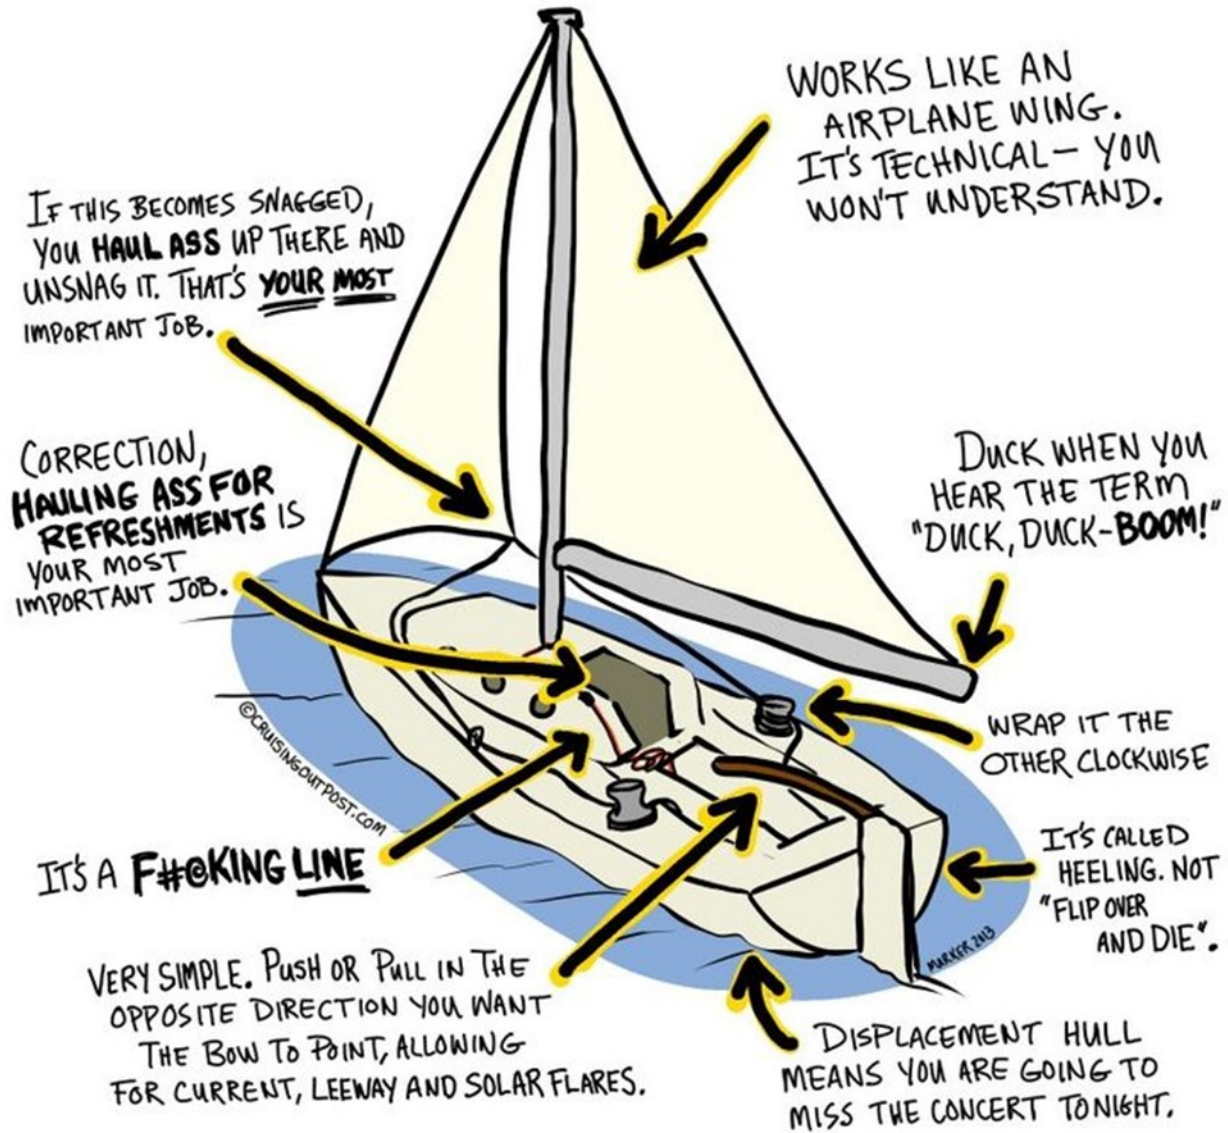 WORKS LIKE AN
AIRPLANE WING.
IT'S TECHNICAL— YOU
WON'T UNDERSTAND.
IF THIS BECOMES SNAGGED,
YOU HAUL ASS UP THERE AND
UNSNAG IT. THAT'S YOUR MOST
IMPORTANT JOB.
CORRECTION,
HAULING ASS FOR
REFRESHMENTS IS
YOUR MOST
IMPORTANT JOB.
DUCK WHEN YOU
HEAR THE TERM
"DUCK, DUCK-BOOM!"
WRAP IT THE
OTHER CLOCKWISE
©CRUISINGOUTPOST.COM
IT'S A F#@KING LINE
IT'S CALLED
HEELING. NOT
"FLIP OVER
AND DIE".
MARKER 2013
VERY SIMPLE. PUSH OR PULL IN THE
OPPOSITE DIRECTION YOU WANT
THE BOW TO POINT, ALLOWING
FOR CURRENT, LEEWAY AND SOLAR FLARES.
DISPLACEMENT HULL
MEANS YOU ARE GOING TO
MISS THE CONCERT TONIGHT.